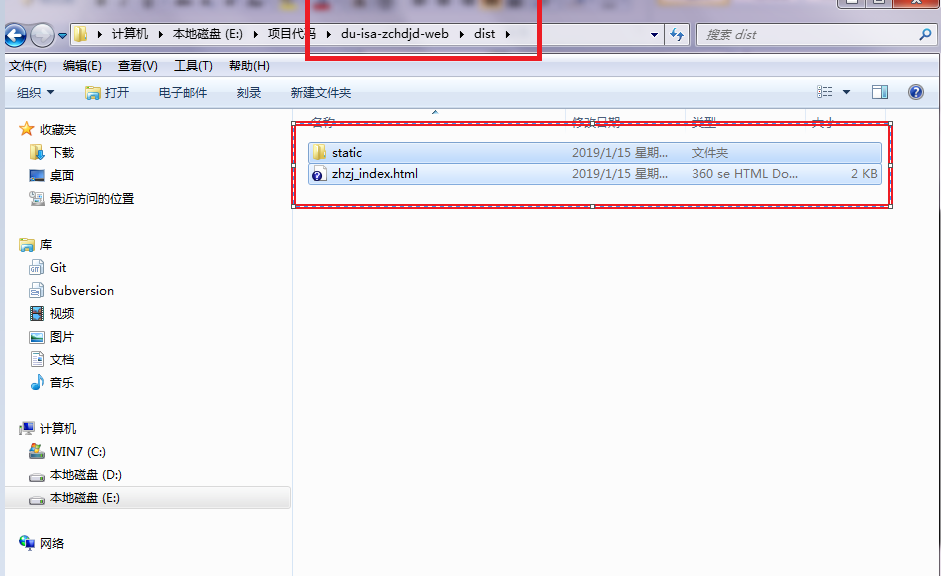 计算机 本地磁盘 (E:) 项目代码 du-isa-zchdjd-web dist 搜索 dist
文件(F) 编辑(E) 查看(V) 工具(T) 帮助(H)
组织 打开 电子邮件 刻录 新建文件夹
名称 修改日期 类型 大小
static 2019/1/15 星期... 文件夹
zhzj_index.html 2019/1/15 星期... 360 se HTML Do... 2 KB
收藏夹
下载
桌面
最近访问的位置
库
Git
Subversion
视频
图片
文档
音乐
计算机
WIN7 (C:)
本地磁盘 (D:)
本地磁盘 (E:)
网络